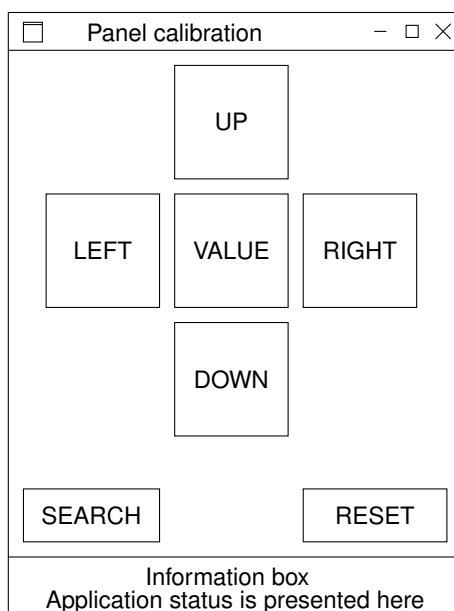 Panel calibration
UP
LEFT VALUE RIGHT
DOWN
SEARCH RESET
Information box
Application status is presented here